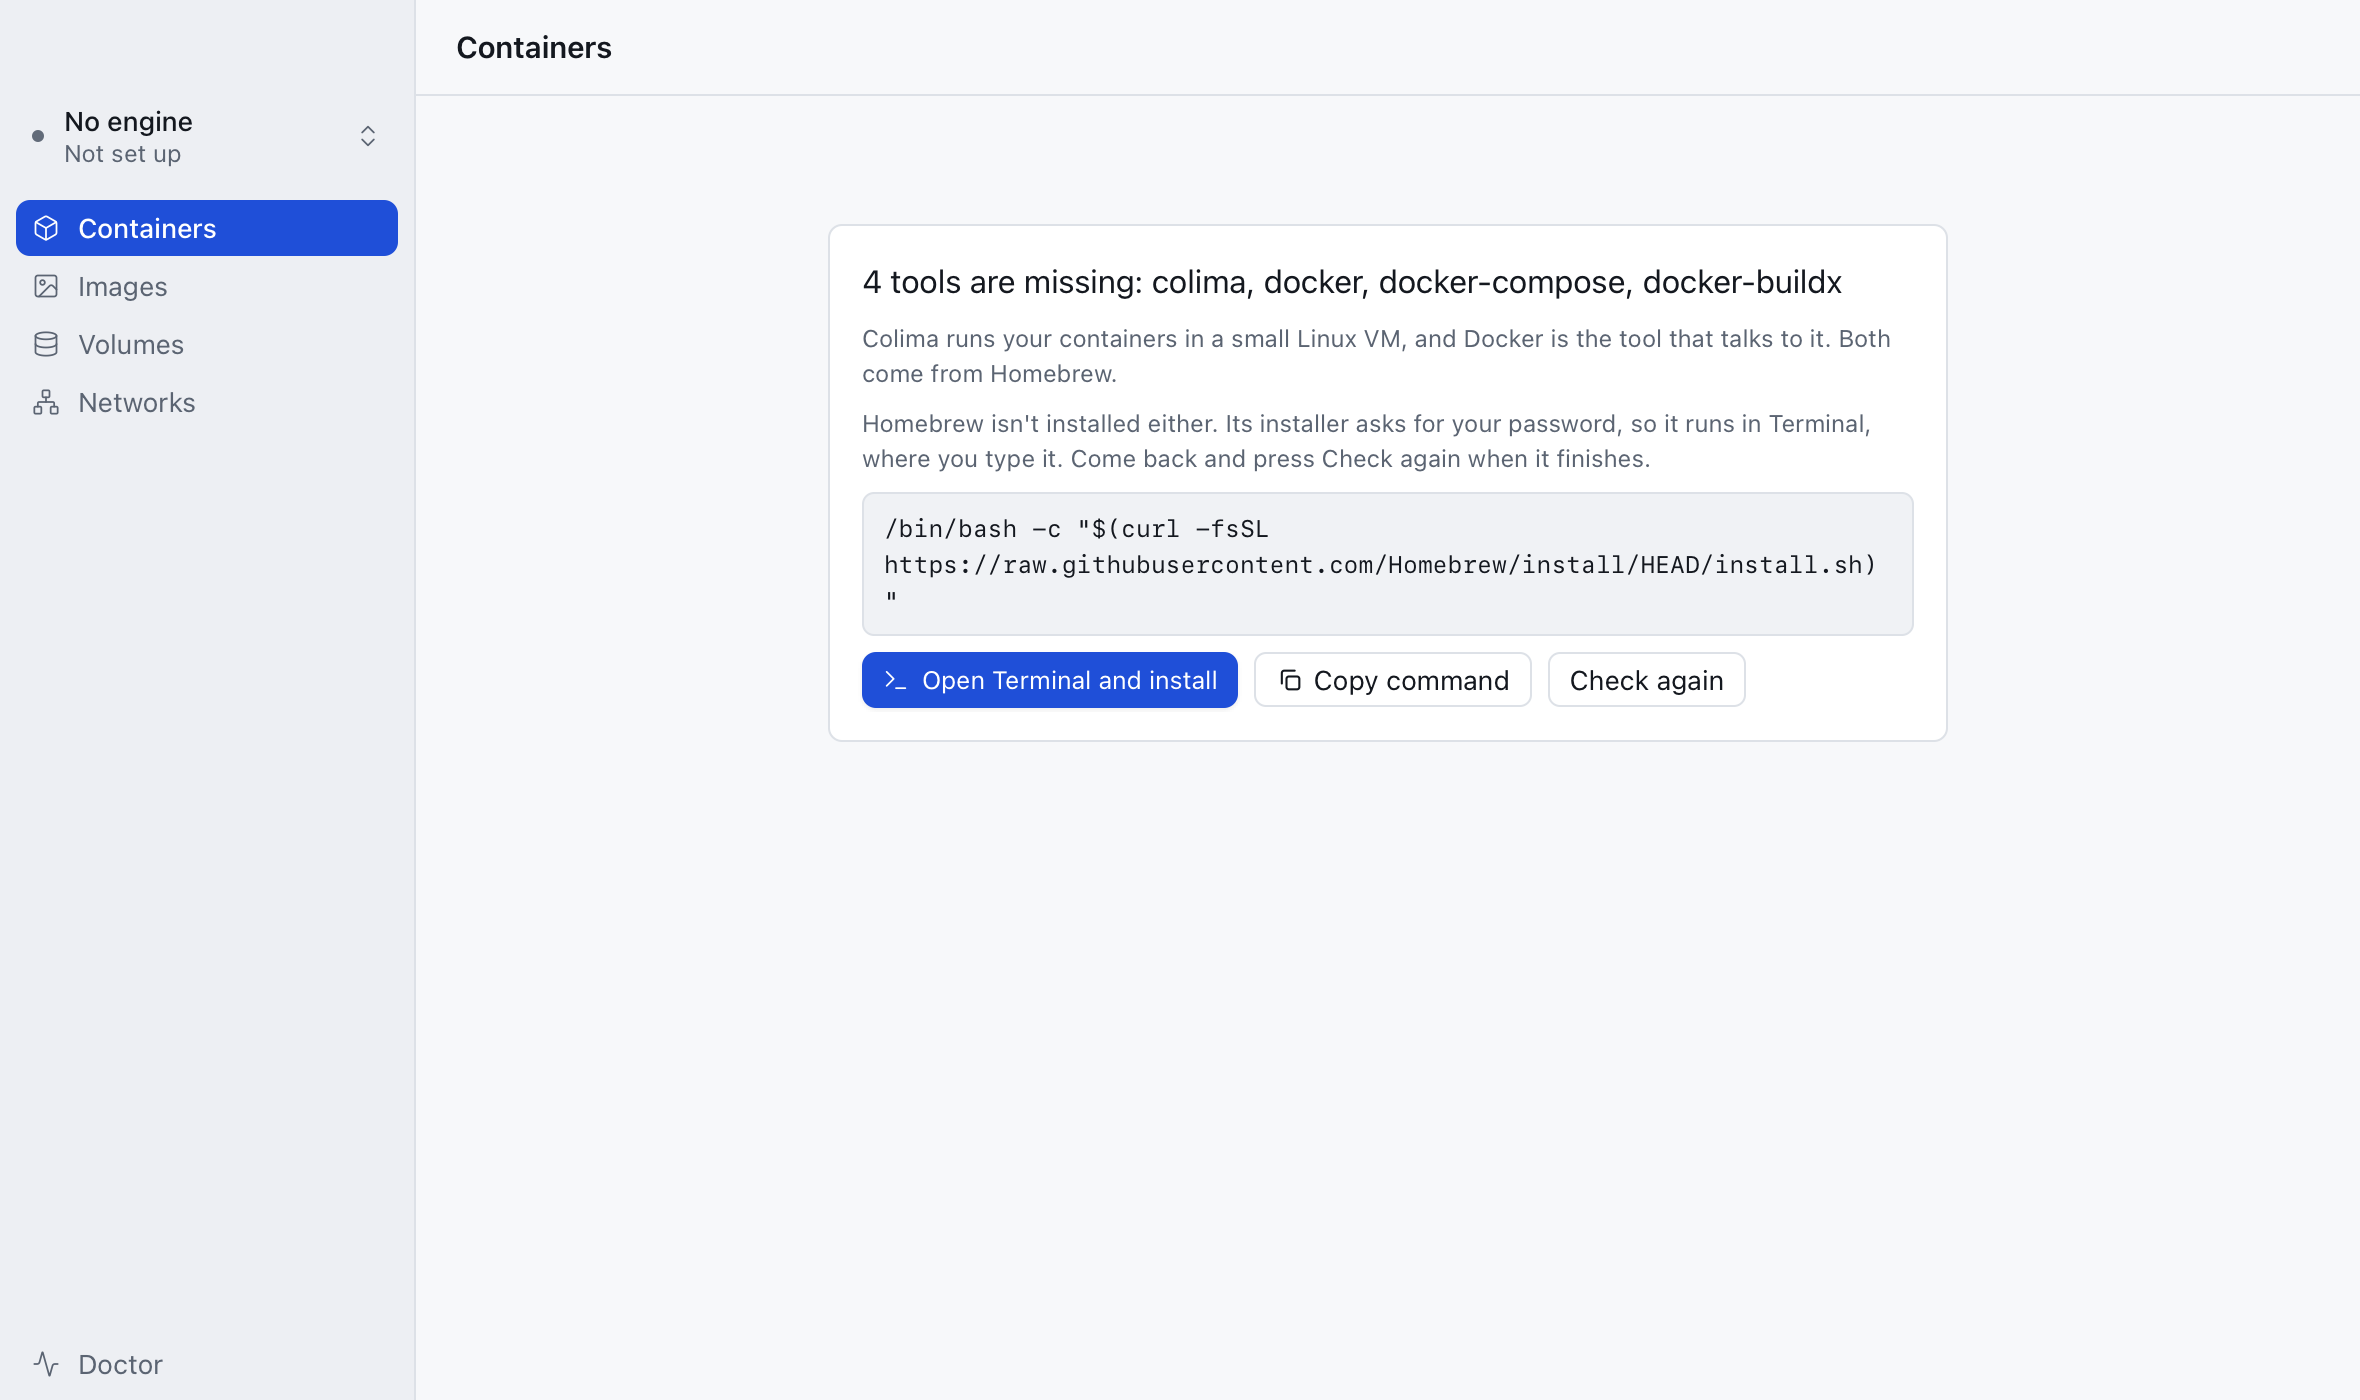 Containers
No engine
Not set up
Containers
Images
Volumes
Networks
4 tools are missing: colima, docker, docker-compose, docker-buildx
Colima runs your containers in a small Linux VM, and Docker is the tool that talks to it. Both
come from Homebrew.
Homebrew isn't installed either. Its installer asks for your password, so it runs in Terminal,
where you type it. Come back and press Check again when it finishes.
/bin/bash -c "$(curl -fsSL
https://raw.githubusercontent.com/Homebrew/install/HEAD/install.sh)
"
Open Terminal and install
Copy command
Check again
Doctor